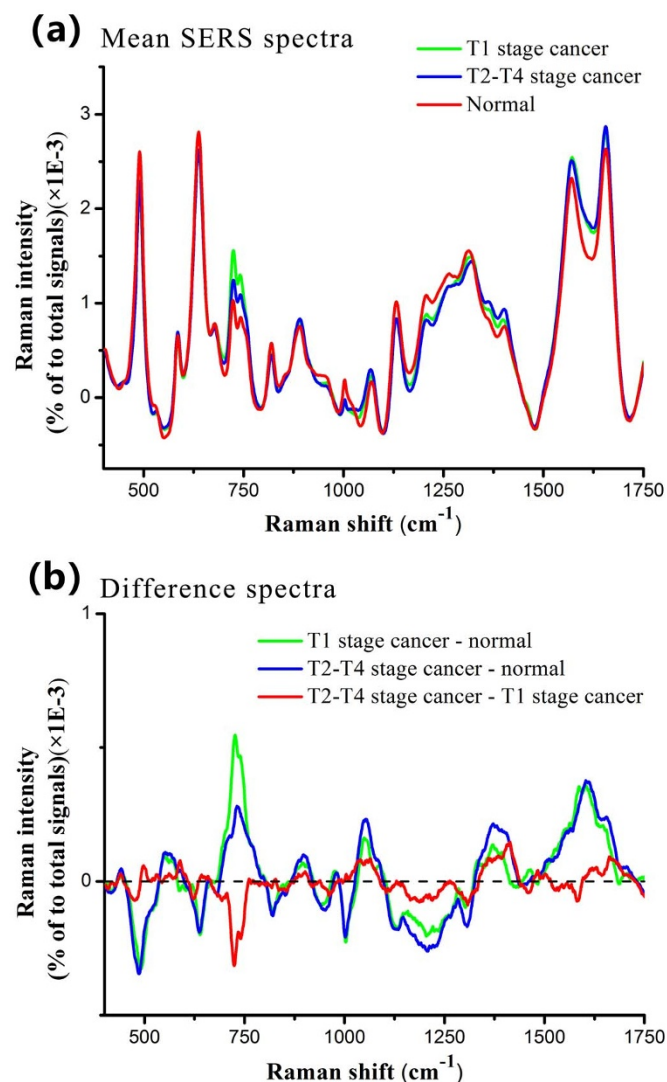 (a) Mean SERS spectra
T1 stage cancer
T2-T4 stage cancer
Normal
3
2
1
0
Raman intensity
(% of to total signals)(×1E-3)
500 750 1000 1250 1500 1750
Raman shift (cm⁻¹)
(b) Difference spectra
1
T1 stage cancer - normal
T2-T4 stage cancer - normal
T2-T4 stage cancer - T1 stage cancer
0
Raman intensity
(% of to total signals)(×1E-3)
500 750 1000 1250 1500 1750
Raman shift (cm⁻¹)